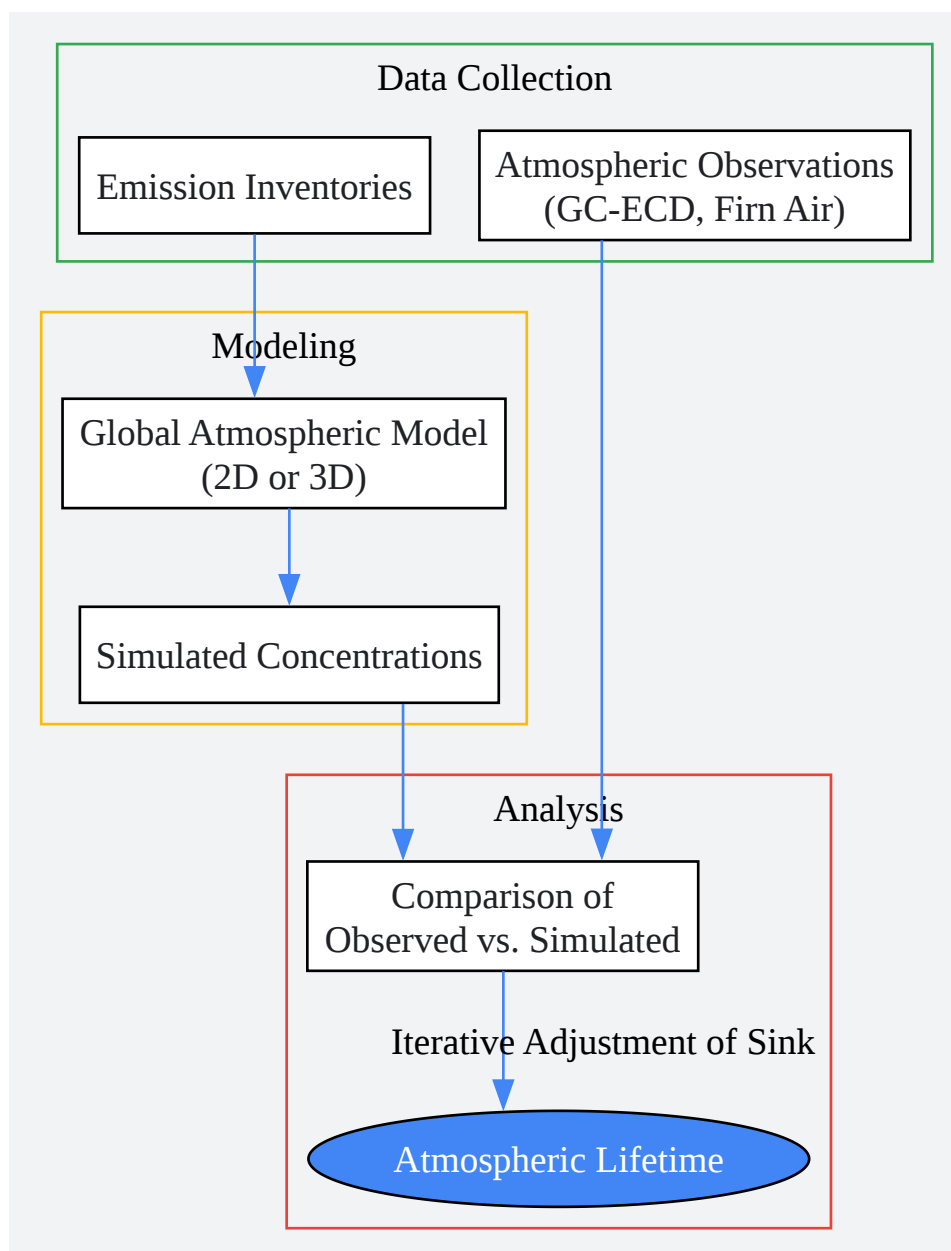 Data Collection
Emission Inventories
Atmospheric Observations
(GC-ECD, Firn Air)
Modeling
Global Atmospheric Model
(2D or 3D)
Simulated Concentrations
Analysis
Comparison of
Observed vs. Simulated
Iterative Adjustment of Sink
Atmospheric Lifetime